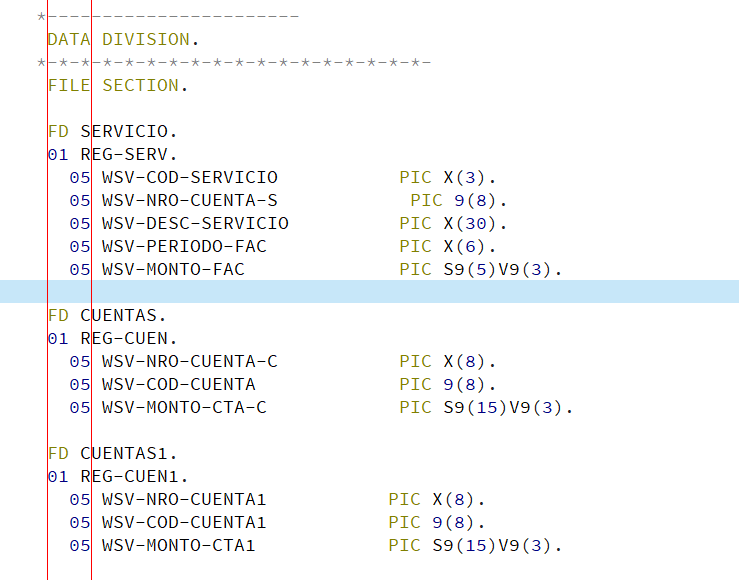 *-----------------------
DATA DIVISION.
*-*-*-*-*-*-*-*-*-*-*-*-*-*-*-*-*-*-
FILE SECTION.
FD SERVICIO.
01 REG-SERV.
05 WSV-COD-SERVICIO PIC X(3).
05 WSV-NRO-CUENTA-S PIC 9(8).
05 WSV-DESC-SERVICIO PIC X(30).
05 WSV-PERIODO-FAC PIC X(6).
05 WSV-MONTO-FAC PIC S9(5)V9(3).
FD CUENTAS.
01 REG-CUEN.
05 WSV-NRO-CUENTA-C PIC X(8).
05 WSV-COD-CUENTA PIC 9(8).
05 WSV-MONTO-CTA-C PIC S9(15)V9(3).
FD CUENTAS1.
01 REG-CUEN1.
05 WSV-NRO-CUENTA1 PIC X(8).
05 WSV-COD-CUENTA1 PIC 9(8).
05 WSV-MONTO-CTA1 PIC S9(15)V9(3).